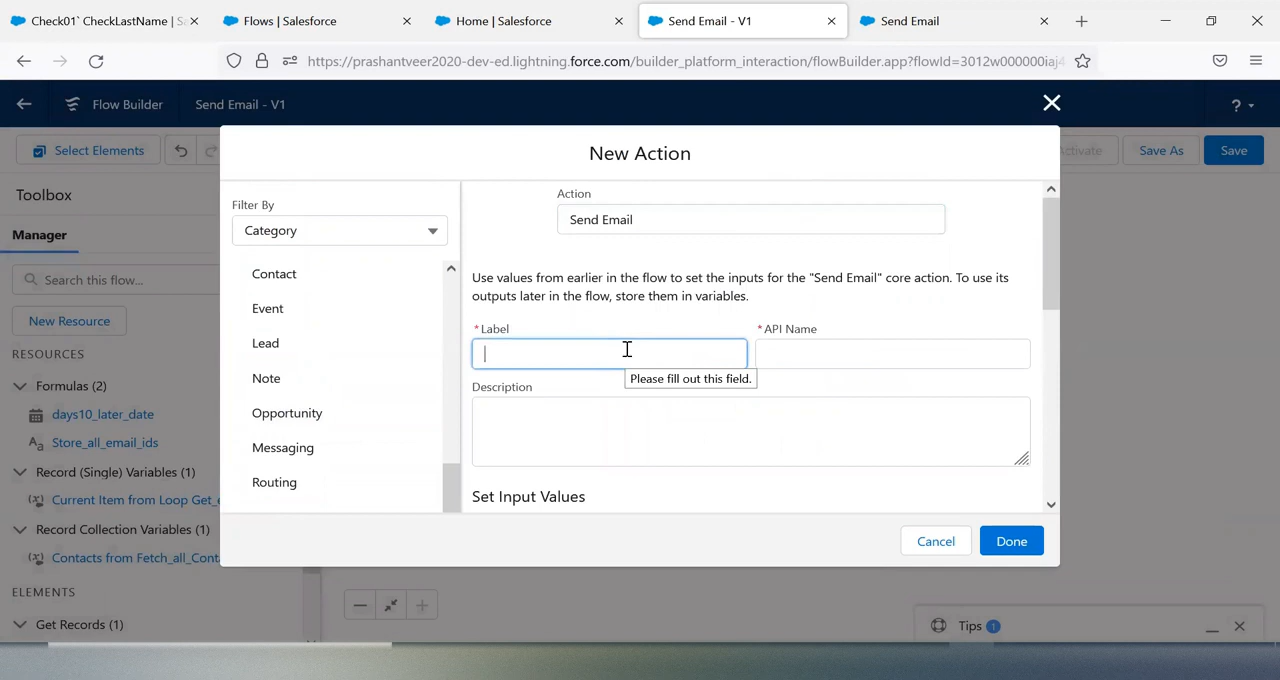 Check01` CheckLastName | S
Flows | Salesforce
Home | Salesforce
Send Email - V1
Send Email
https://prashantveer2020-dev-ed.lightning.force.com/builder_platform_interaction/flowBuilder.app?flowId=3012w000000iaj4
Flow Builder
Send Email - V1
?
Select Elements
Activate
Save As
Save
New Action
Toolbox
Manager
Search this flow...
New Resource
RESOURCES
Formulas (2)
days10_later_date
Store_all_email_ids
Record (Single) Variables (1)
Current Item from Loop Get_e
Record Collection Variables (1)
Contacts from Fetch_all_Conta
ELEMENTS
Get Records (1)
Filter By
Category
Contact
Event
Lead
Note
Opportunity
Messaging
Routing
Action
Send Email
Use values from earlier in the flow to set the inputs for the "Send Email" core action. To use its
outputs later in the flow, store them in variables.
* Label
* API Name
Please fill out this field.
Description
Set Input Values
Cancel
Done
Tips 1